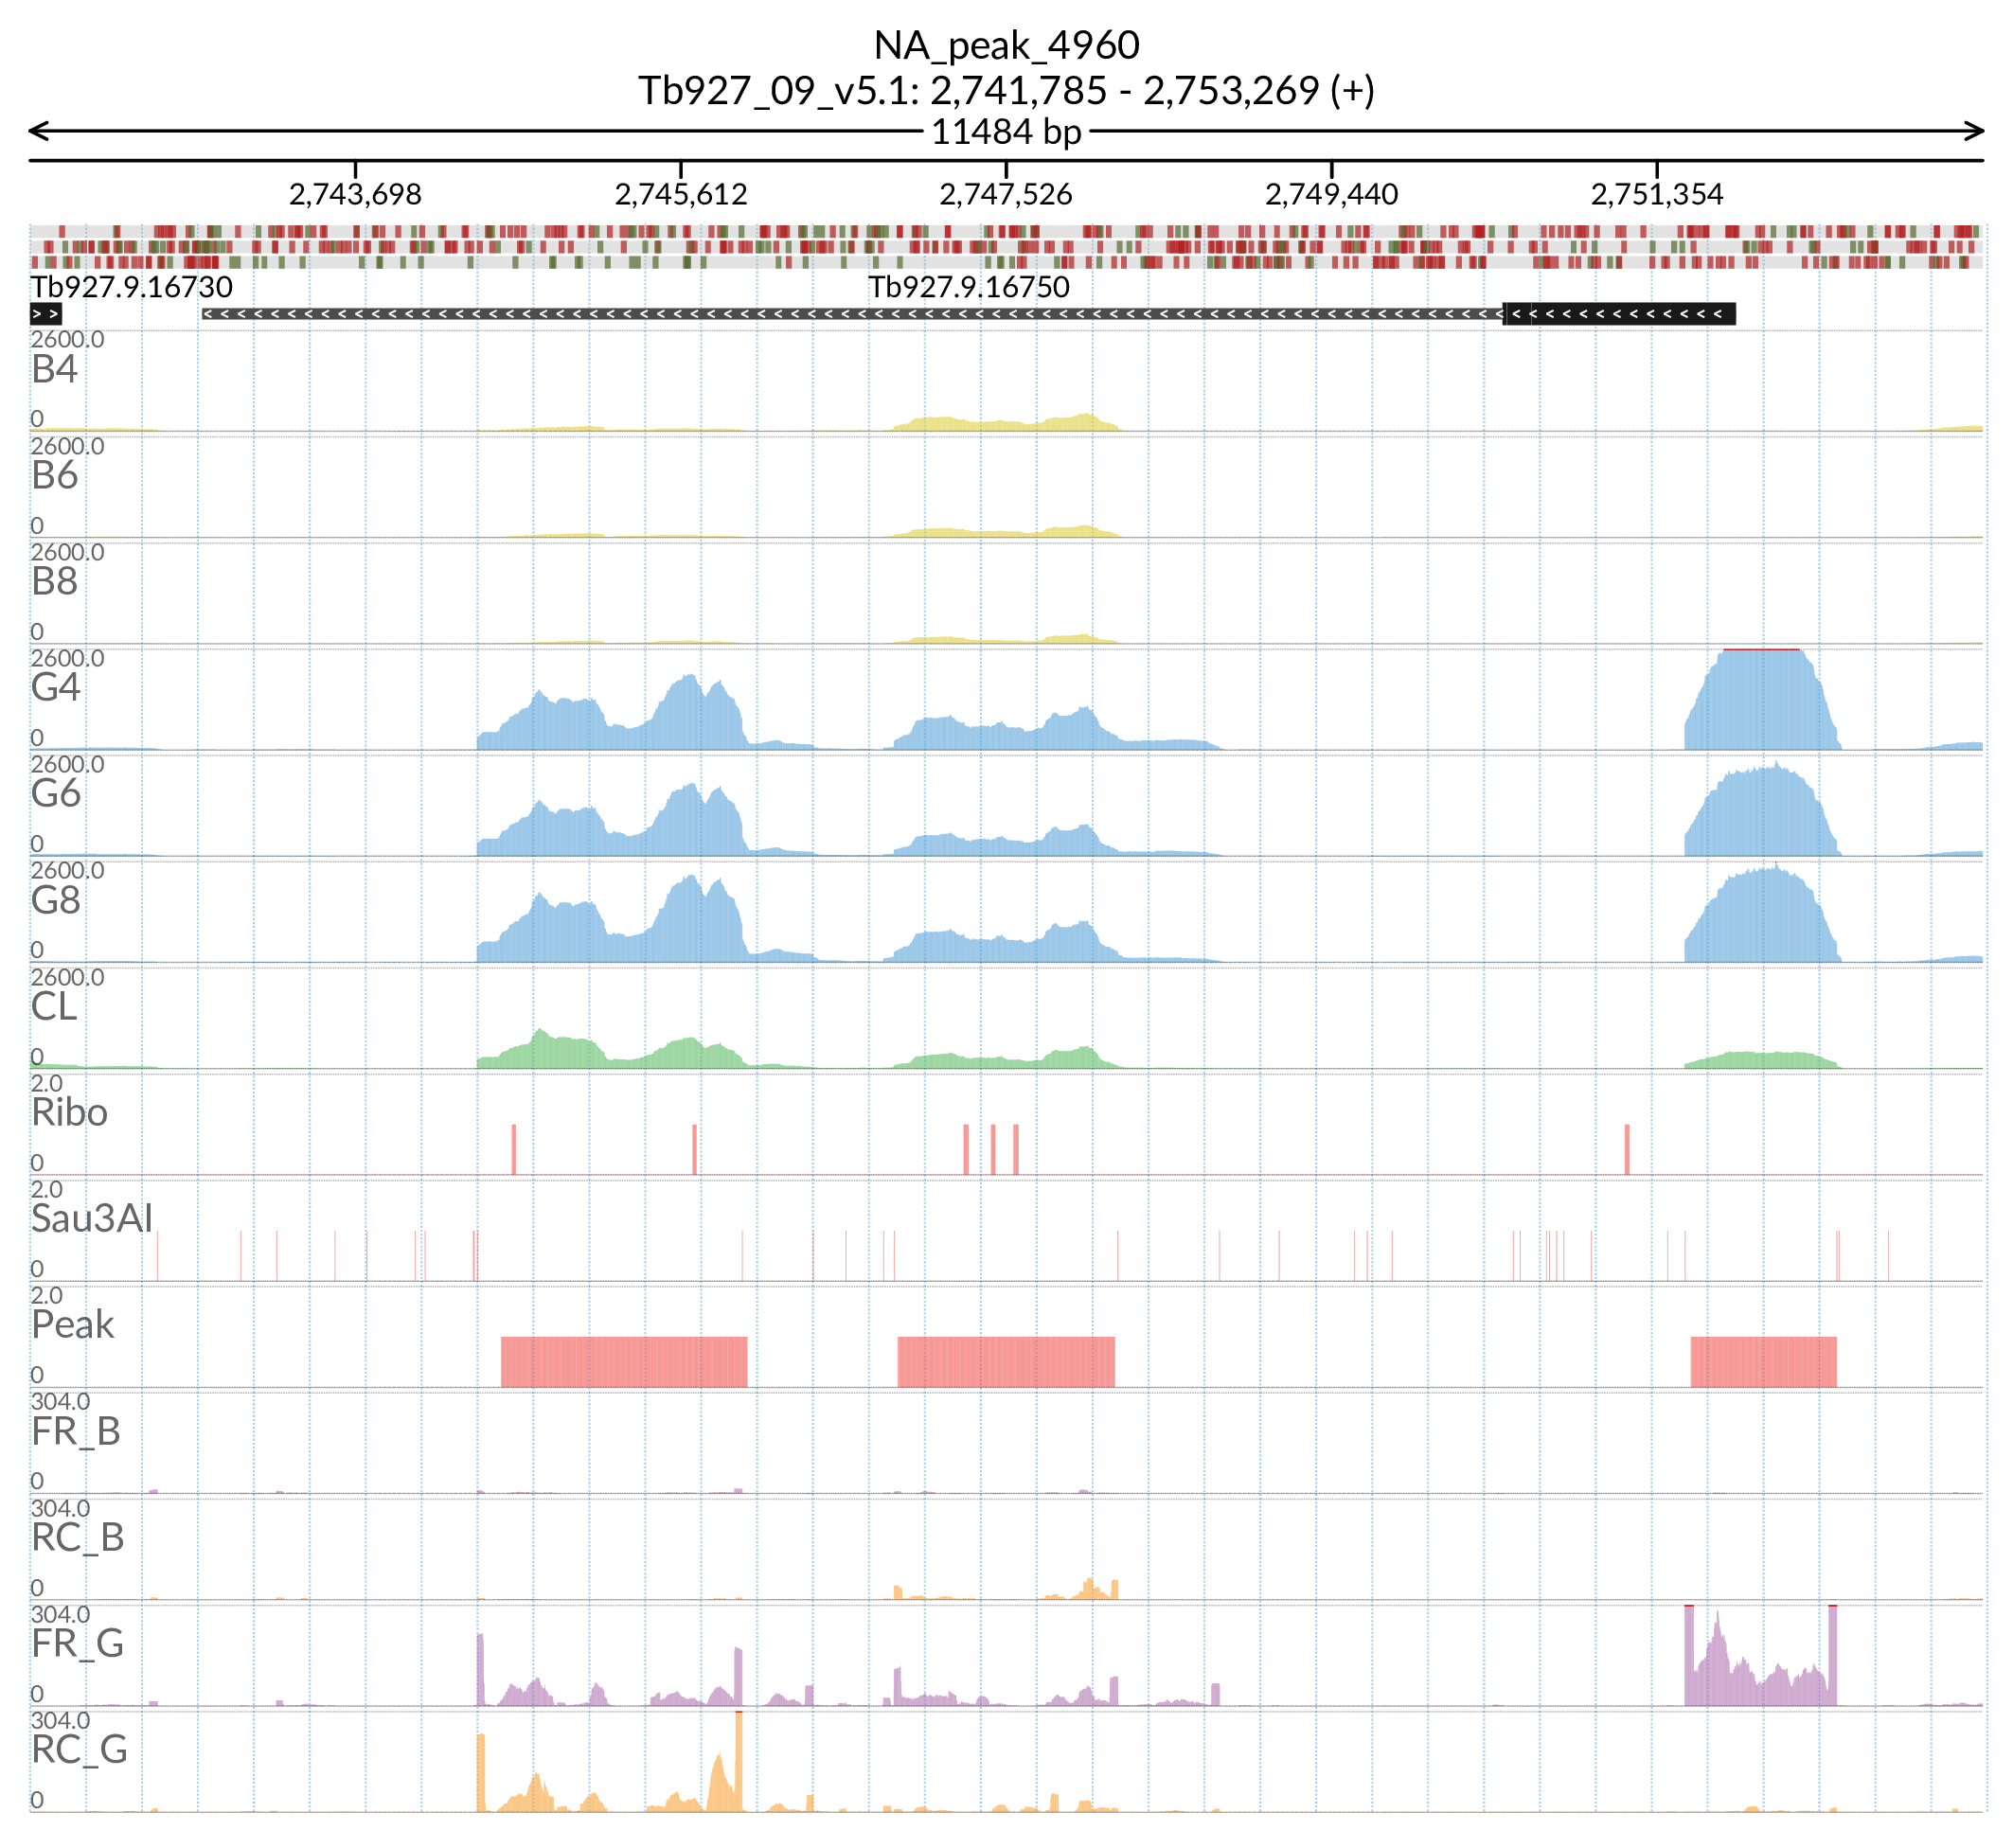 NA_peak_4960
Tb927_09_v5.1: 2,741,785 - 2,753,269 (+)
11484 bp
2,743,698 2,745,612 2,747,526 2,749,440 2,751,354
Tb927.9.16730 Tb927.9.16750
2600.0
B4
0
2600.0
B6
0
2600.0
B8
0
2600.0
G4
0
2600.0
G6
0
2600.0
G8
0
2600.0
CL
0
2.0
Ribo
0
2.0
Sau3AI
0
2.0
Peak
0
304.0
FR_B
0
304.0
RC_B
0
304.0
FR_G
0
304.0
RC_G
0